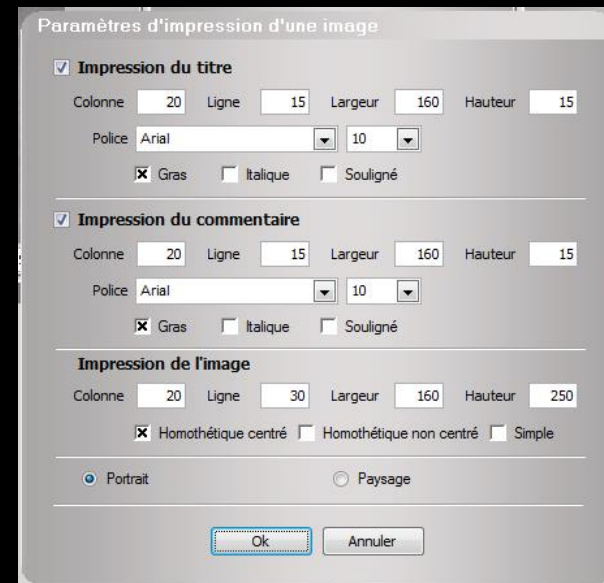 Paramètres d'impression d'une image
Impression du titre
Colonne 20 Ligne 15 Largeur 160 Hauteur 15
Police Arial 10
Gras Italique Souligné
Impression du commentaire
Colonne 20 Ligne 15 Largeur 160 Hauteur 15
Police Arial 10
Gras Italique Souligné
Impression de l'image
Colonne 20 Ligne 30 Largeur 160 Hauteur 250
Homothétique centré Homothétique non centré Simple
Portrait Paysage
Ok Annuler